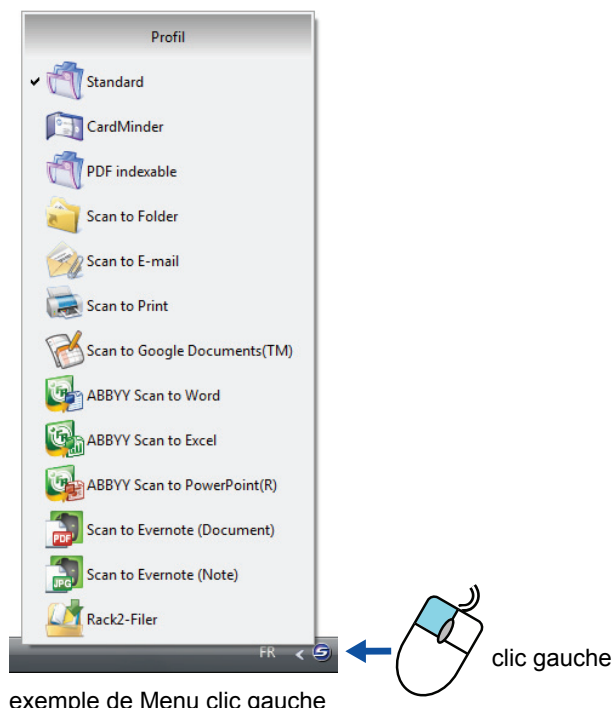 Profil
Standard
CardMinder
PDF indexable
Scan to Folder
Scan to E-mail
Scan to Print
Scan to Google Documents(TM)
ABBYY Scan to Word
ABBYY Scan to Excel
ABBYY Scan to PowerPoint(R)
PDF
Scan to Evernote (Document)
JPG
Scan to Evernote (Note)
Rack2-Filer
FR
clic gauche
exemple de Menu clic gauche